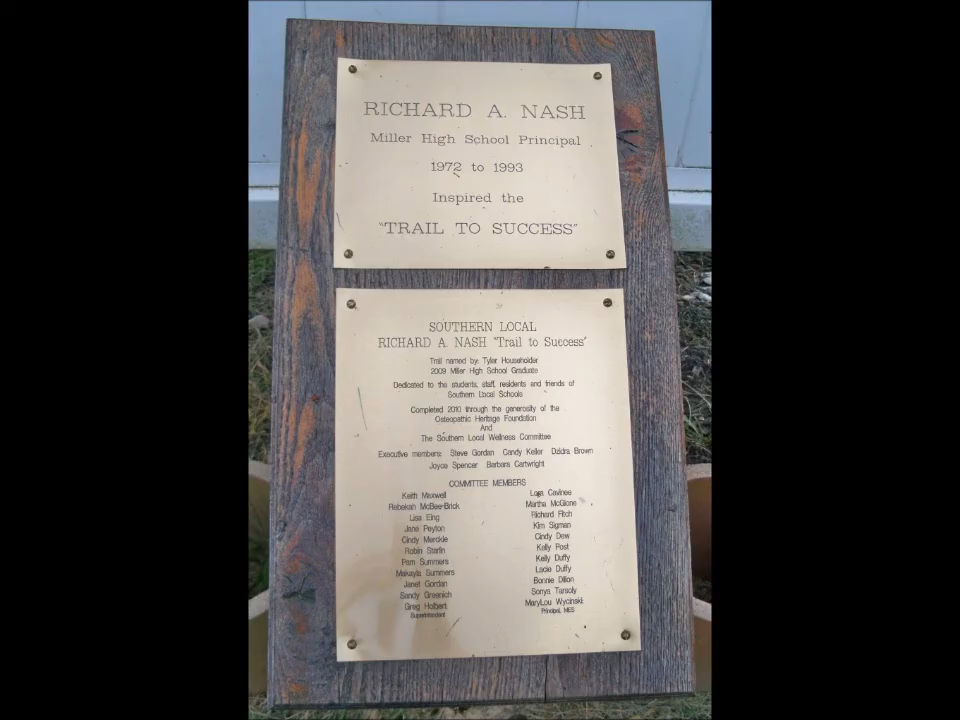 RICHARD A. NASH
Miller High School Principal
1972 to 1993
Inspired the
"TRAIL TO SUCCESS"
SOUTHERN LOCAL
RICHARD A. NASH "Trail to Success"
Trail named by: Tyler Householder
2009 Miller High School Graduate
Dedicated to the students, staff, residents and friends of
Southern Local Schools
Completed 2010 through the generosity of the
Osteopathic Heritage Foundation
And
The Southern Local Wellness Committee
Executive members: Steve Gordan Candy Keller Dzidra Brown
Joyce Spencer Barbara Cartwright
COMMITTEE MEMBERS
Keith Maxwell
Rebekah McBee-Brick
Lisa Eing
Jane Peyton
Cindy Merckle
Robin Starlin
Pam Summers
Makayla Summers
Janet Gordan
Sandy Greenich
Greg Holbert
Superintendent
Lora Cavinee
Martha McGlone
Richard Fitch
Kim Sigman
Cindy Dew
Kelly Post
Kelly Duffy
Lacie Duffy
Bonnie Dillon
Sonya Tarsoly
MaryLou Wycinski
Principal, MES